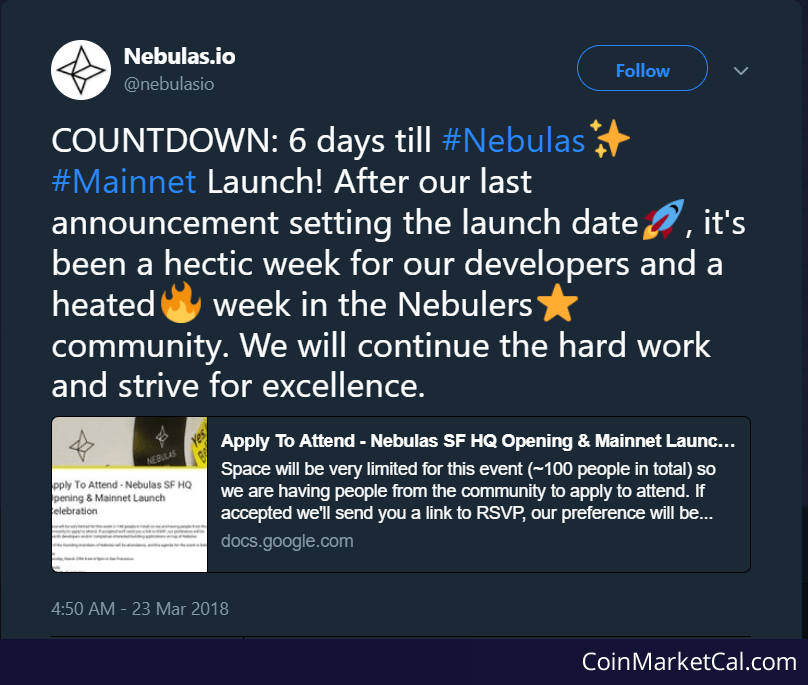 Nebulas.io
@nebulasio
Follow
COUNTDOWN: 6 days till #Nebulas✨
#Mainnet Launch! After our last
announcement setting the launch date🚀, it's
been a hectic week for our developers and a
heated🔥 week in the Nebulers⭐
community. We will continue the hard work
and strive for excellence.
NEBULAS
Yes
Apply To Attend - Nebulas SF HQ
Opening & Mainnet Launch
Celebration
Apply To Attend - Nebulas SF HQ Opening & Mainnet Launc...
Space will be very limited for this event (~100 people in total) so
we are having people from the community to apply to attend. If
accepted we'll send you a link to RSVP, our preference will be...
docs.google.com
4:50 AM - 23 Mar 2018
CoinMarketCal.com